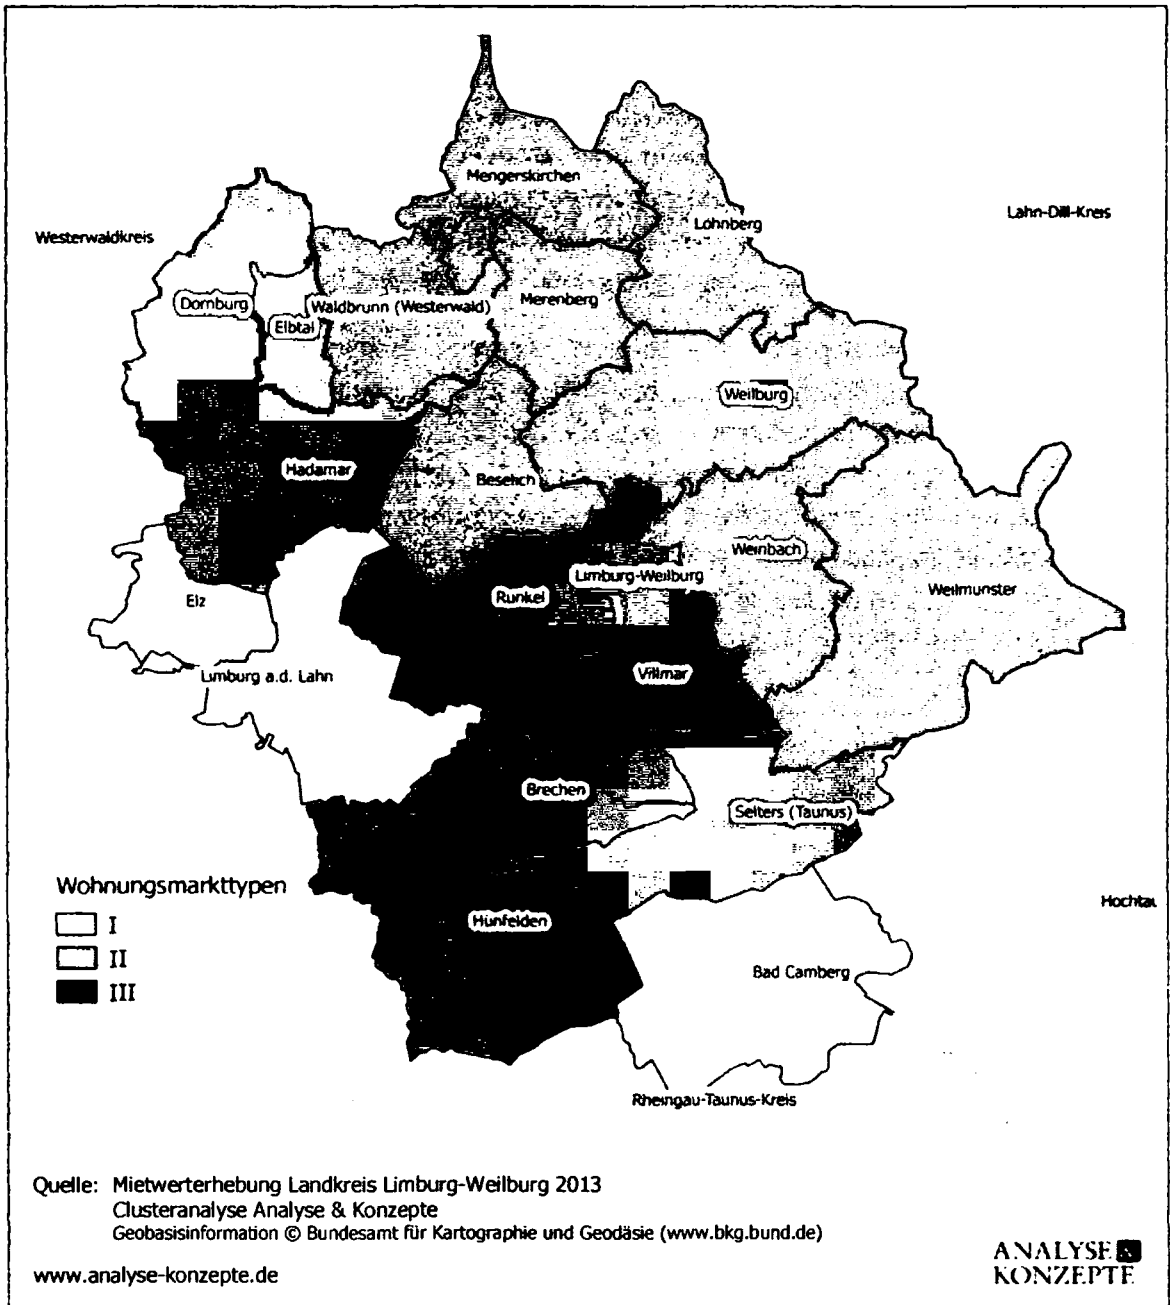 Mengerskirchen
Lahn-Dill-Kreis
Löhnberg
Westerwaldkreis
Dornburg
Waldbrunn (Westerwald)
Merenberg
Elbtal
Weilburg
Hadamar
Beselich
Weinbach
Limburg-Weilburg
Weilmünster
Runkel
Elz
Villmar
Limburg a.d. Lahn
Brechen
Selters (Taunus)
Wohnungsmarkttypen
I
II
III
Hochtau
Hünfelden
Bad Camberg
Rheingau-Taunus-Kreis
Quelle: Mietwerterhebung Landkreis Limburg-Weilburg 2013
Clusteranalyse Analyse & Konzepte
Geobasisinformation © Bundesamt für Kartographie und Geodäsie (www.bkg.bund.de)
www.analyse-konzepte.de
ANALYSE &
KONZEPTE